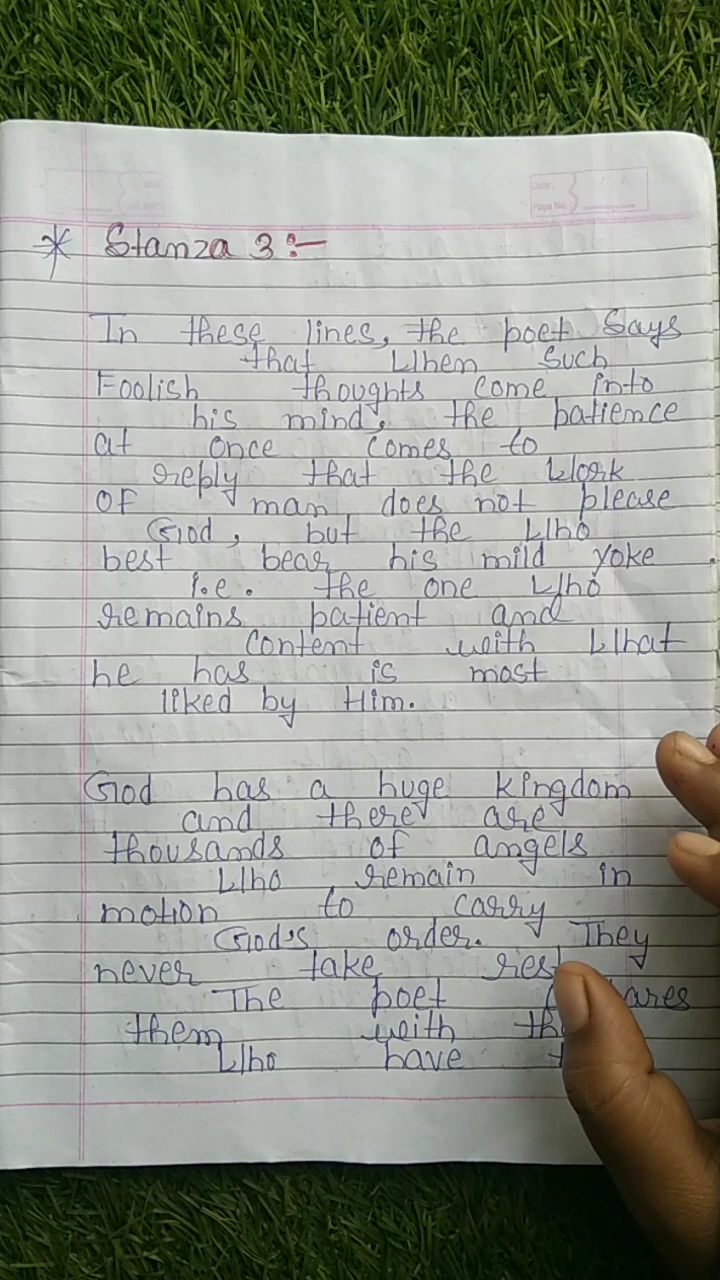 * Stanza 3:-
In these lines, the poet Says
that When Such
Foolish thoughts come into
his mind, the patience
at once comes to
reply that the Work
Of man does not please
God, but the Who
best bear his mild yoke
i.e. the one Who
remains patient and
content with What
he has is most
liked by Him.
God has a huge kingdom
and there are
thousands of angels
Who remain in
motion to carry
God's order. They
never take rest
The poet
them with
Who have